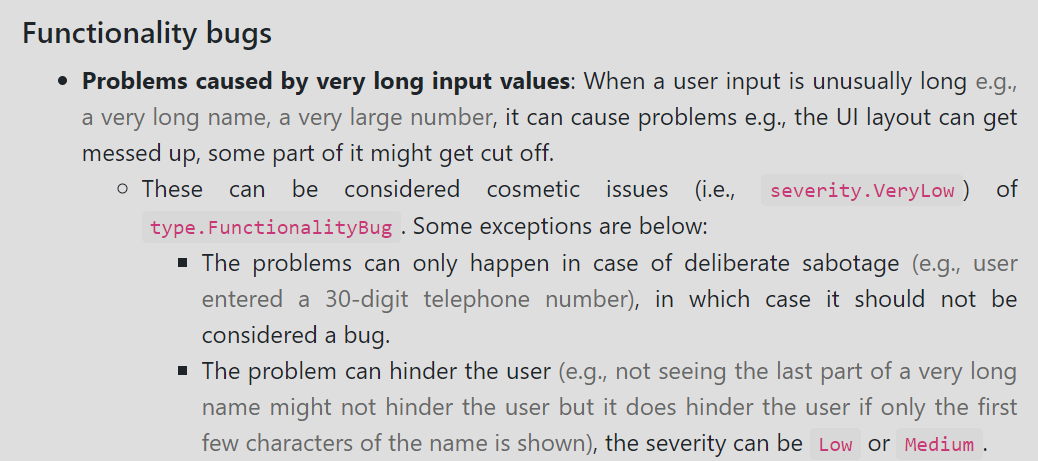 Functionality bugs
• Problems caused by very long input values: When a user input is unusually long e.g.,
a very long name, a very large number, it can cause problems e.g., the UI layout can get
messed up, some part of it might get cut off.
◦ These can be considered cosmetic issues (i.e., severity.VeryLow) of
type.FunctionalityBug. Some exceptions are below:
▪ The problems can only happen in case of deliberate sabotage (e.g., user
entered a 30-digit telephone number), in which case it should not be
considered a bug.
▪ The problem can hinder the user (e.g., not seeing the last part of a very long
name might not hinder the user but it does hinder the user if only the first
few characters of the name is shown), the severity can be Low or Medium.